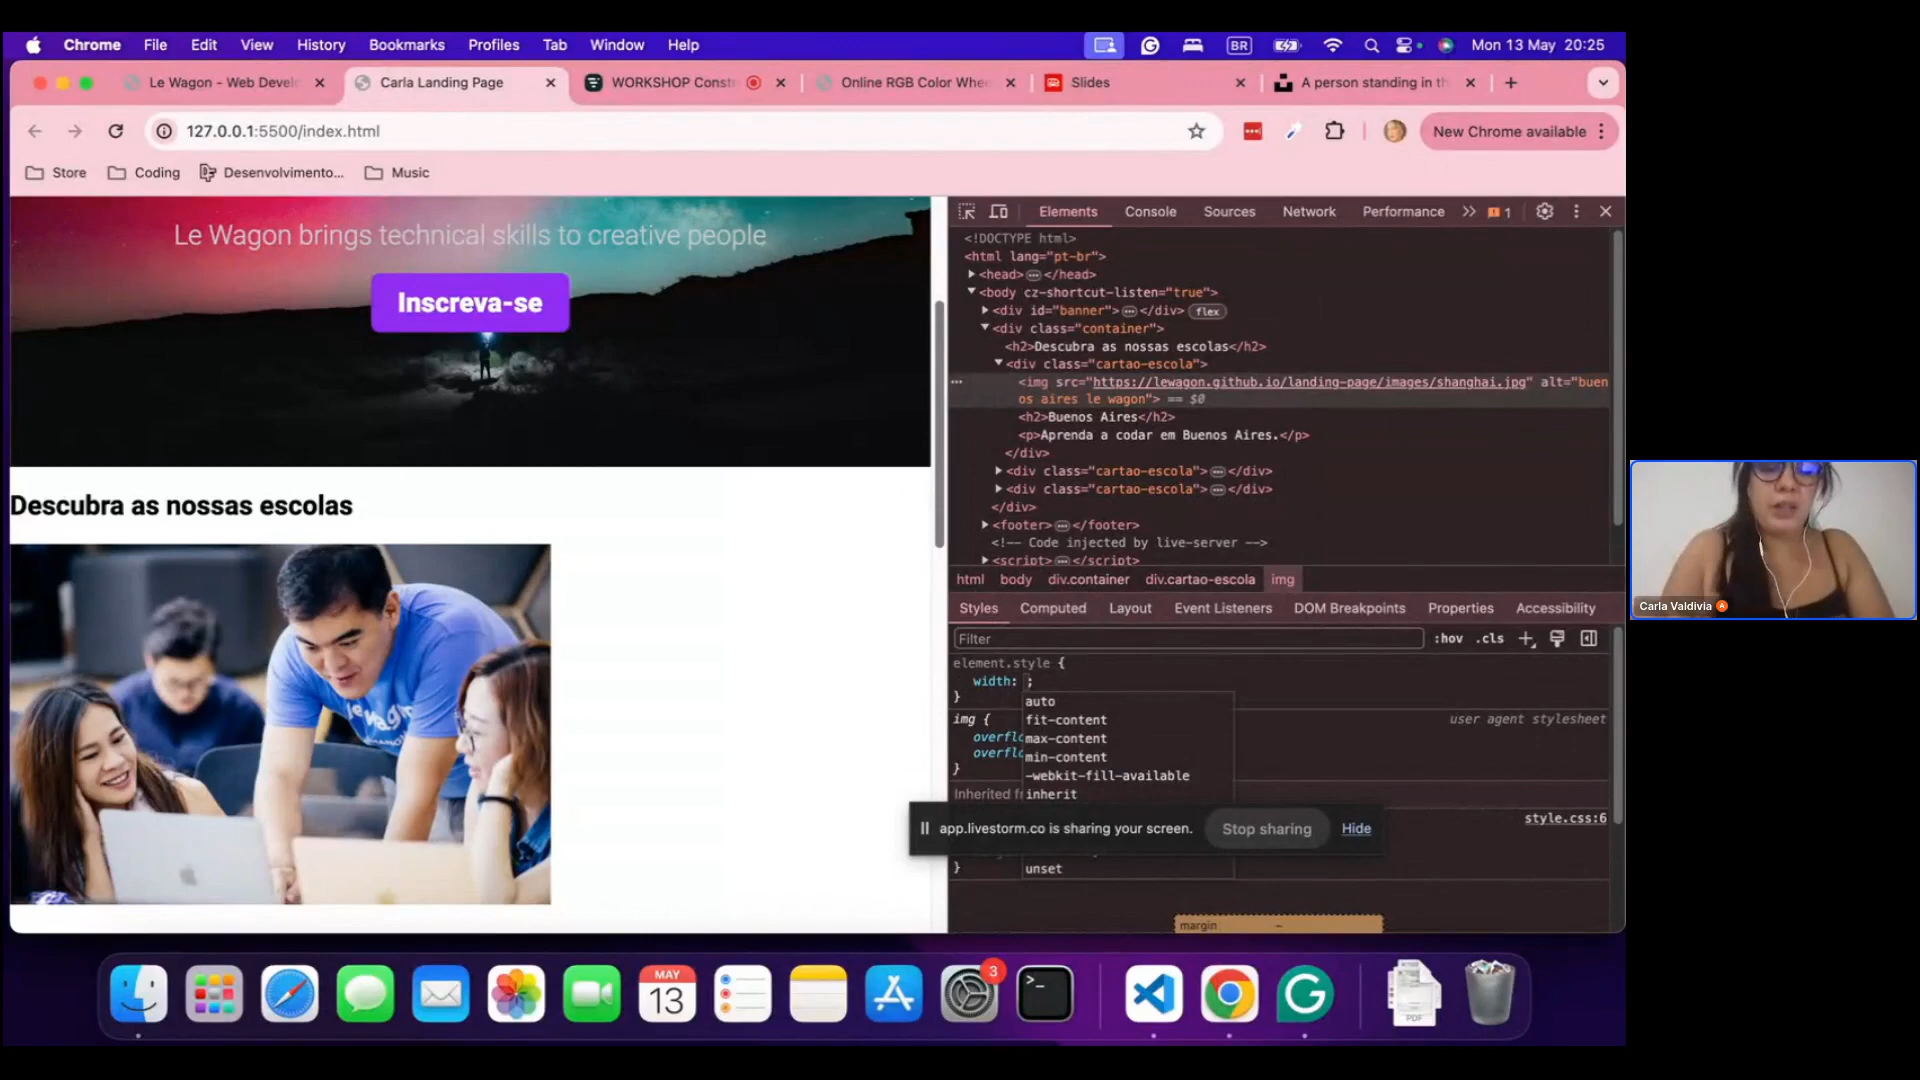 Chrome File Edit View History Bookmarks Profiles Tab Window Help BR Mon 13 May 20:25
Le Wagon - Web Devel Carla Landing Page WORKSHOP Constr Online RGB Color Whe Slides A person standing in th
127.0.0.1:5500/index.html New Chrome available
Store Coding Desenvolvimento... Music
Le Wagon brings technical skills to creative people
Inscreva-se
Descubra as nossas escolas
Elements Console Sources Network Performance 1
<!DOCTYPE html>
<html lang="pt-br">
<head>…</head>
<body cz-shortcut-listen="true">
<div id="banner">…</div> flex
<div class="container">
<h2>Descubra as nossas escolas</h2>
<div class="cartao-escola">
<img src="https://lewagon.github.io/landing-page/images/shanghai.jpg" alt="buen
os aires le wagon"> == $0
<h2>Buenos Aires</h2>
<p>Aprenda a codar em Buenos Aires.</p>
</div>
<div class="cartao-escola">…</div>
<div class="cartao-escola">…</div>
</div>
<footer>…</footer>
<!-- Code injected by live-server -->
<script>…</script>
html body div.container div.cartao-escola img
Styles Computed Layout Event Listeners DOM Breakpoints Properties Accessibility
Filter :hov .cls
element.style {
width: ;
}
auto
fit-content
max-content
min-content
-webkit-fill-available
inherit
unset
img { user agent stylesheet
overflo
overflo
}
Inherited fr
style.css:6
}
app.livestorm.co is sharing your screen. Stop sharing Hide
margin -
Carla Valdivia A
MAY
13
3
PDF